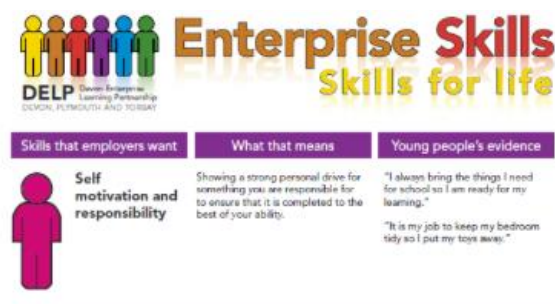 Enterprise Skills
Skills for life
DELP Devon Enterprise
Learning Partnership
DEVON, PLYMOUTH AND TORBAY
Skills that employers want
What that means
Young people's evidence
Self
motivation and
responsibility
Showing a strong personal drive for
something you are responsible for
to ensure that it is completed to the
best of your ability.
"I always bring the things I need
for school so I am ready for my
learning."
"It is my job to keep my bedroom
tidy so I put my toys away."